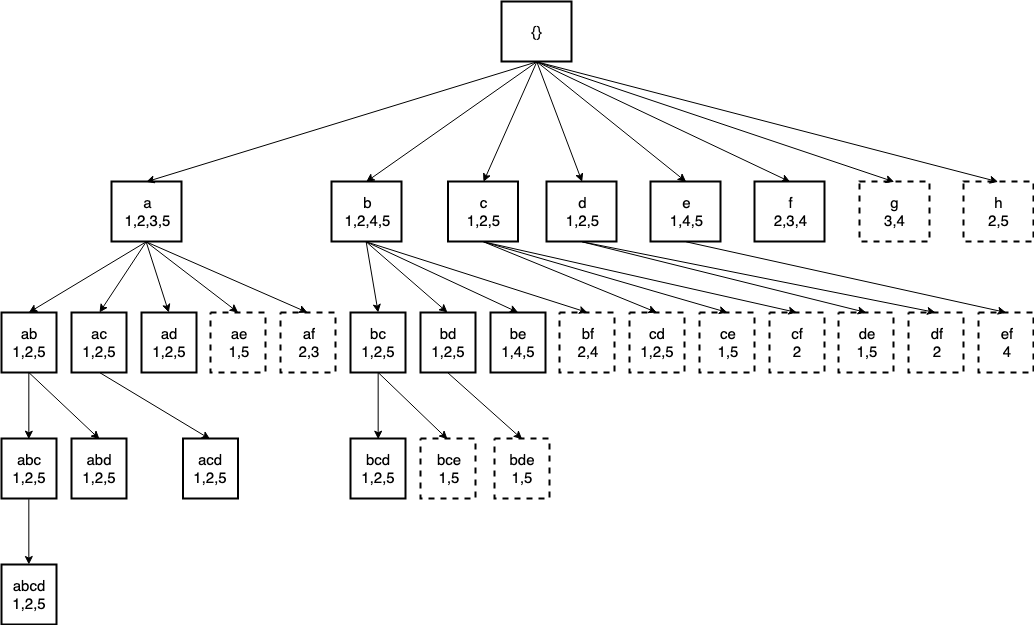 {}
a
1,2,3,5
b
1,2,4,5
c
1,2,5
d
1,2,5
e
1,4,5
f
2,3,4
g
3,4
h
2,5
ab
1,2,5
ac
1,2,5
ad
1,2,5
ae
1,5
af
2,3
bc
1,2,5
bd
1,2,5
be
1,4,5
bf
2,4
cd
1,2,5
ce
1,5
cf
2
de
1,5
df
2
ef
4
abc
1,2,5
abd
1,2,5
acd
1,2,5
bcd
1,2,5
bce
1,5
bde
1,5
abcd
1,2,5